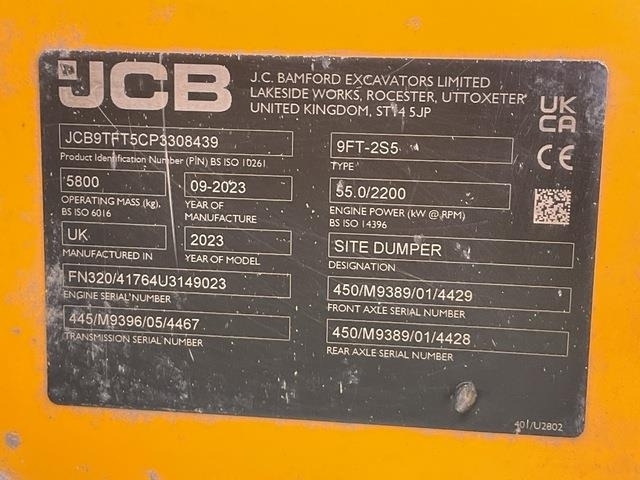 JCB
J.C. BAMFORD EXCAVATORS LIMITED
LAKESIDE WORKS, ROCESTER, UTTOXETER
UNITED KINGDOM, ST14 5JP
UK
CA
CE
JCB9TFT5CP3308439
Product Identification Number (PIN) BS ISO 10261
9FT-2S5
TYPE
5800
OPERATING MASS (kg).
BS ISO 6016
09-2023
YEAR OF
MANUFACTURE
55.0/2200
ENGINE POWER (kW @ RPM)
BS ISO 14396
UK
MANUFACTURED IN
2023
YEAR OF MODEL
SITE DUMPER
DESIGNATION
FN320/41764U3149023
ENGINE SERIAL NUMBER
450/M9389/01/4429
FRONT AXLE SERIAL NUMBER
445/M9396/05/4467
TRANSMISSION SERIAL NUMBER
450/M9389/01/4428
REAR AXLE SERIAL NUMBER
401/U2802